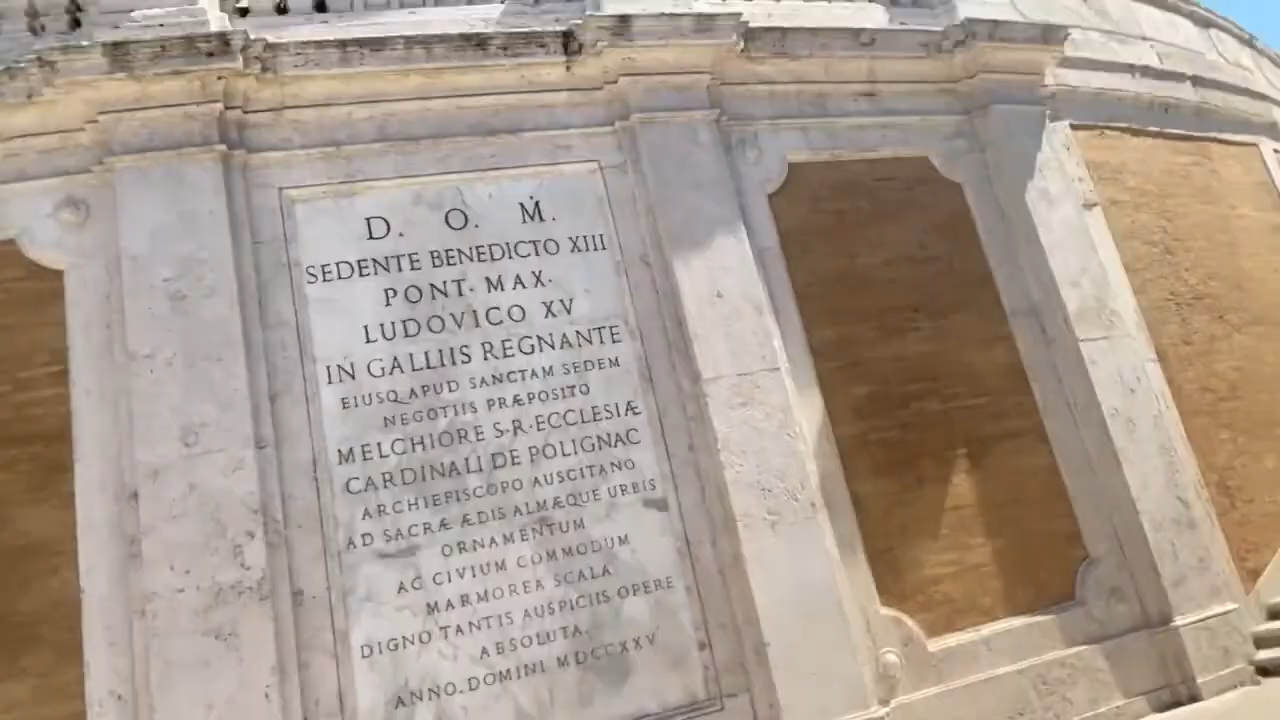 D. O. M.
SEDENTE BENEDICTO XIII
PONT. MAX.
LUDOVICO XV
IN GALLIIS REGNANTE
EIUSQ APUD SANCTAM SEDEM
NEGOTIIS PRÆPOSITO
MELCHIORE S·R·ECCLESIÆ
CARDINALI DE POLIGNAC
ARCHIEPISCOPO AUSCITANO
AD SACRÆ ÆDIS ALMÆQUE URBIS
ORNAMENTUM
AC CIVIUM COMMODUM
MARMOREA SCALA
DIGNO TANTIS AUSPICIIS OPERE
ABSOLUTA.
ANNO.DOMINI MDCCXXV